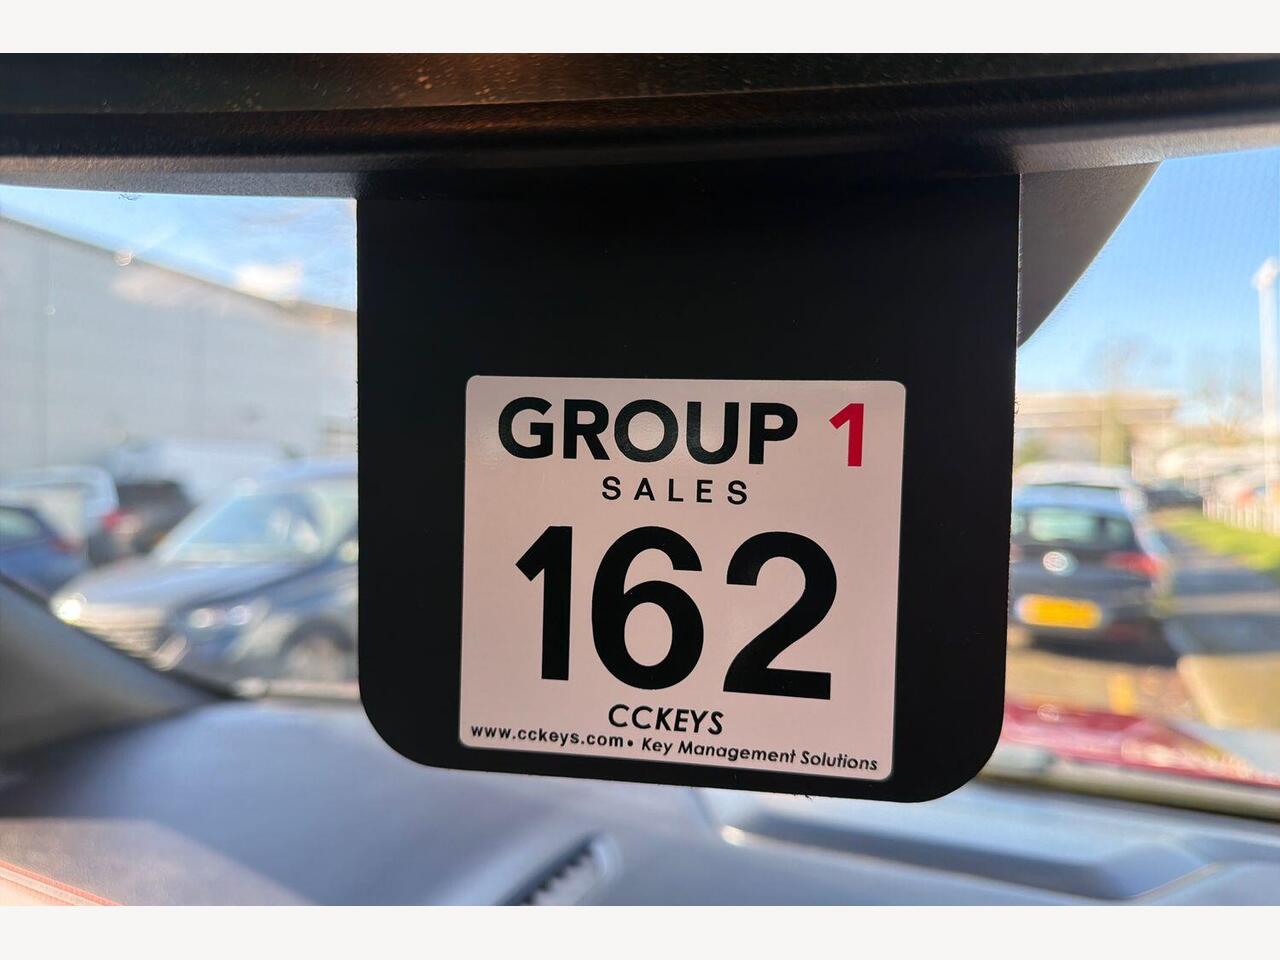 GROUP 1
SALES
162
CCKEYS
www.cckeys.com• Key Management Solutions